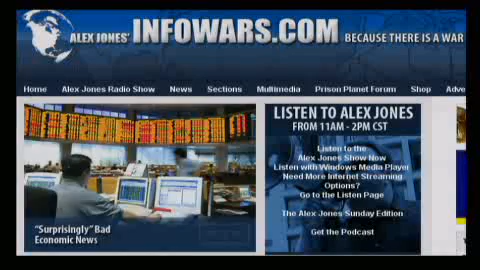 ALEX JONES' INFOWARS.COM BECAUSE THERE IS A WAR
Home Alex Jones Radio Show News Sections Multimedia Prison Planet Forum Shop Adve
LISTEN TO ALEX JONES
FROM 11AM - 2PM CST
Listen to the
Alex Jones Show Now
Listen with Windows Media Player
Need More Internet Streaming
Options?
Go to the Listen Page
The Alex Jones Sunday Edition
Get the Podcast
"Surprisingly" Bad
Economic News